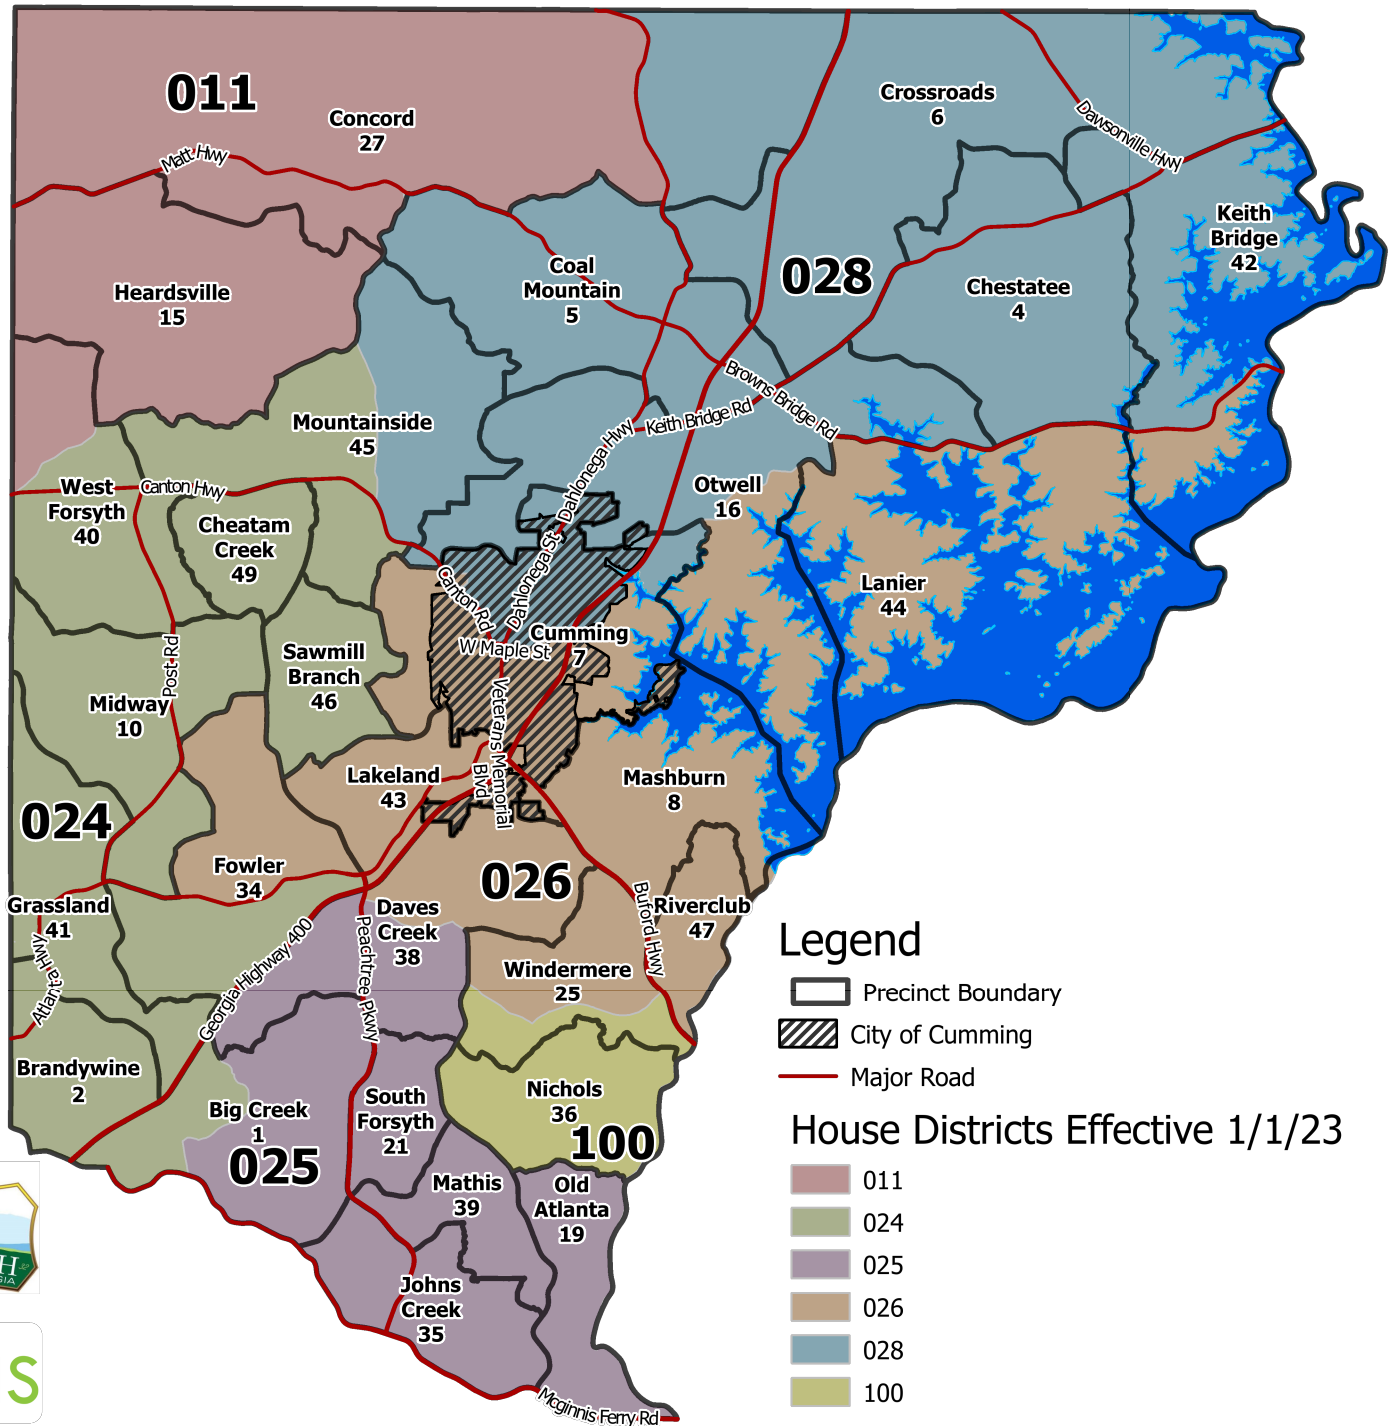 011
Concord
27
Matt Hwy
Crossroads
6
Dawsonville Hwy
Keith
Bridge
42
Coal
Mountain
5
028
Chestatee
4
Heardsville
15
Browns Bridge Rd
Keith Bridge Rd
Dahlonega Hwy
Mountainside
45
West
Forsyth
40
Canton Hwy
Cheatam
Creek
49
Otwell
16
Lanier
44
Dahlonega St
Canton Rd
W Maple St
Cumming
7
Sawmill
Branch
46
Post Rd
Midway
10
Veterans Memorial
Blvd
Lakeland
43
Mashburn
8
024
Fowler
34
026
Grassland
41
Atlanta Hwy
Daves
Creek
38
Peachtree Pkwy
Georgia Highway 400
Buford Hwy
Riverclub
47
Windermere
25
Brandywine
2
Big Creek
1
025
South
Forsyth
21
Nichols
36
100
Mathis
39
Old
Atlanta
19
Johns
Creek
35
Mcginnis Ferry Rd
H
GIA
S
Legend
Precinct Boundary
City of Cumming
Major Road
House Districts Effective 1/1/23
011
024
025
026
028
100